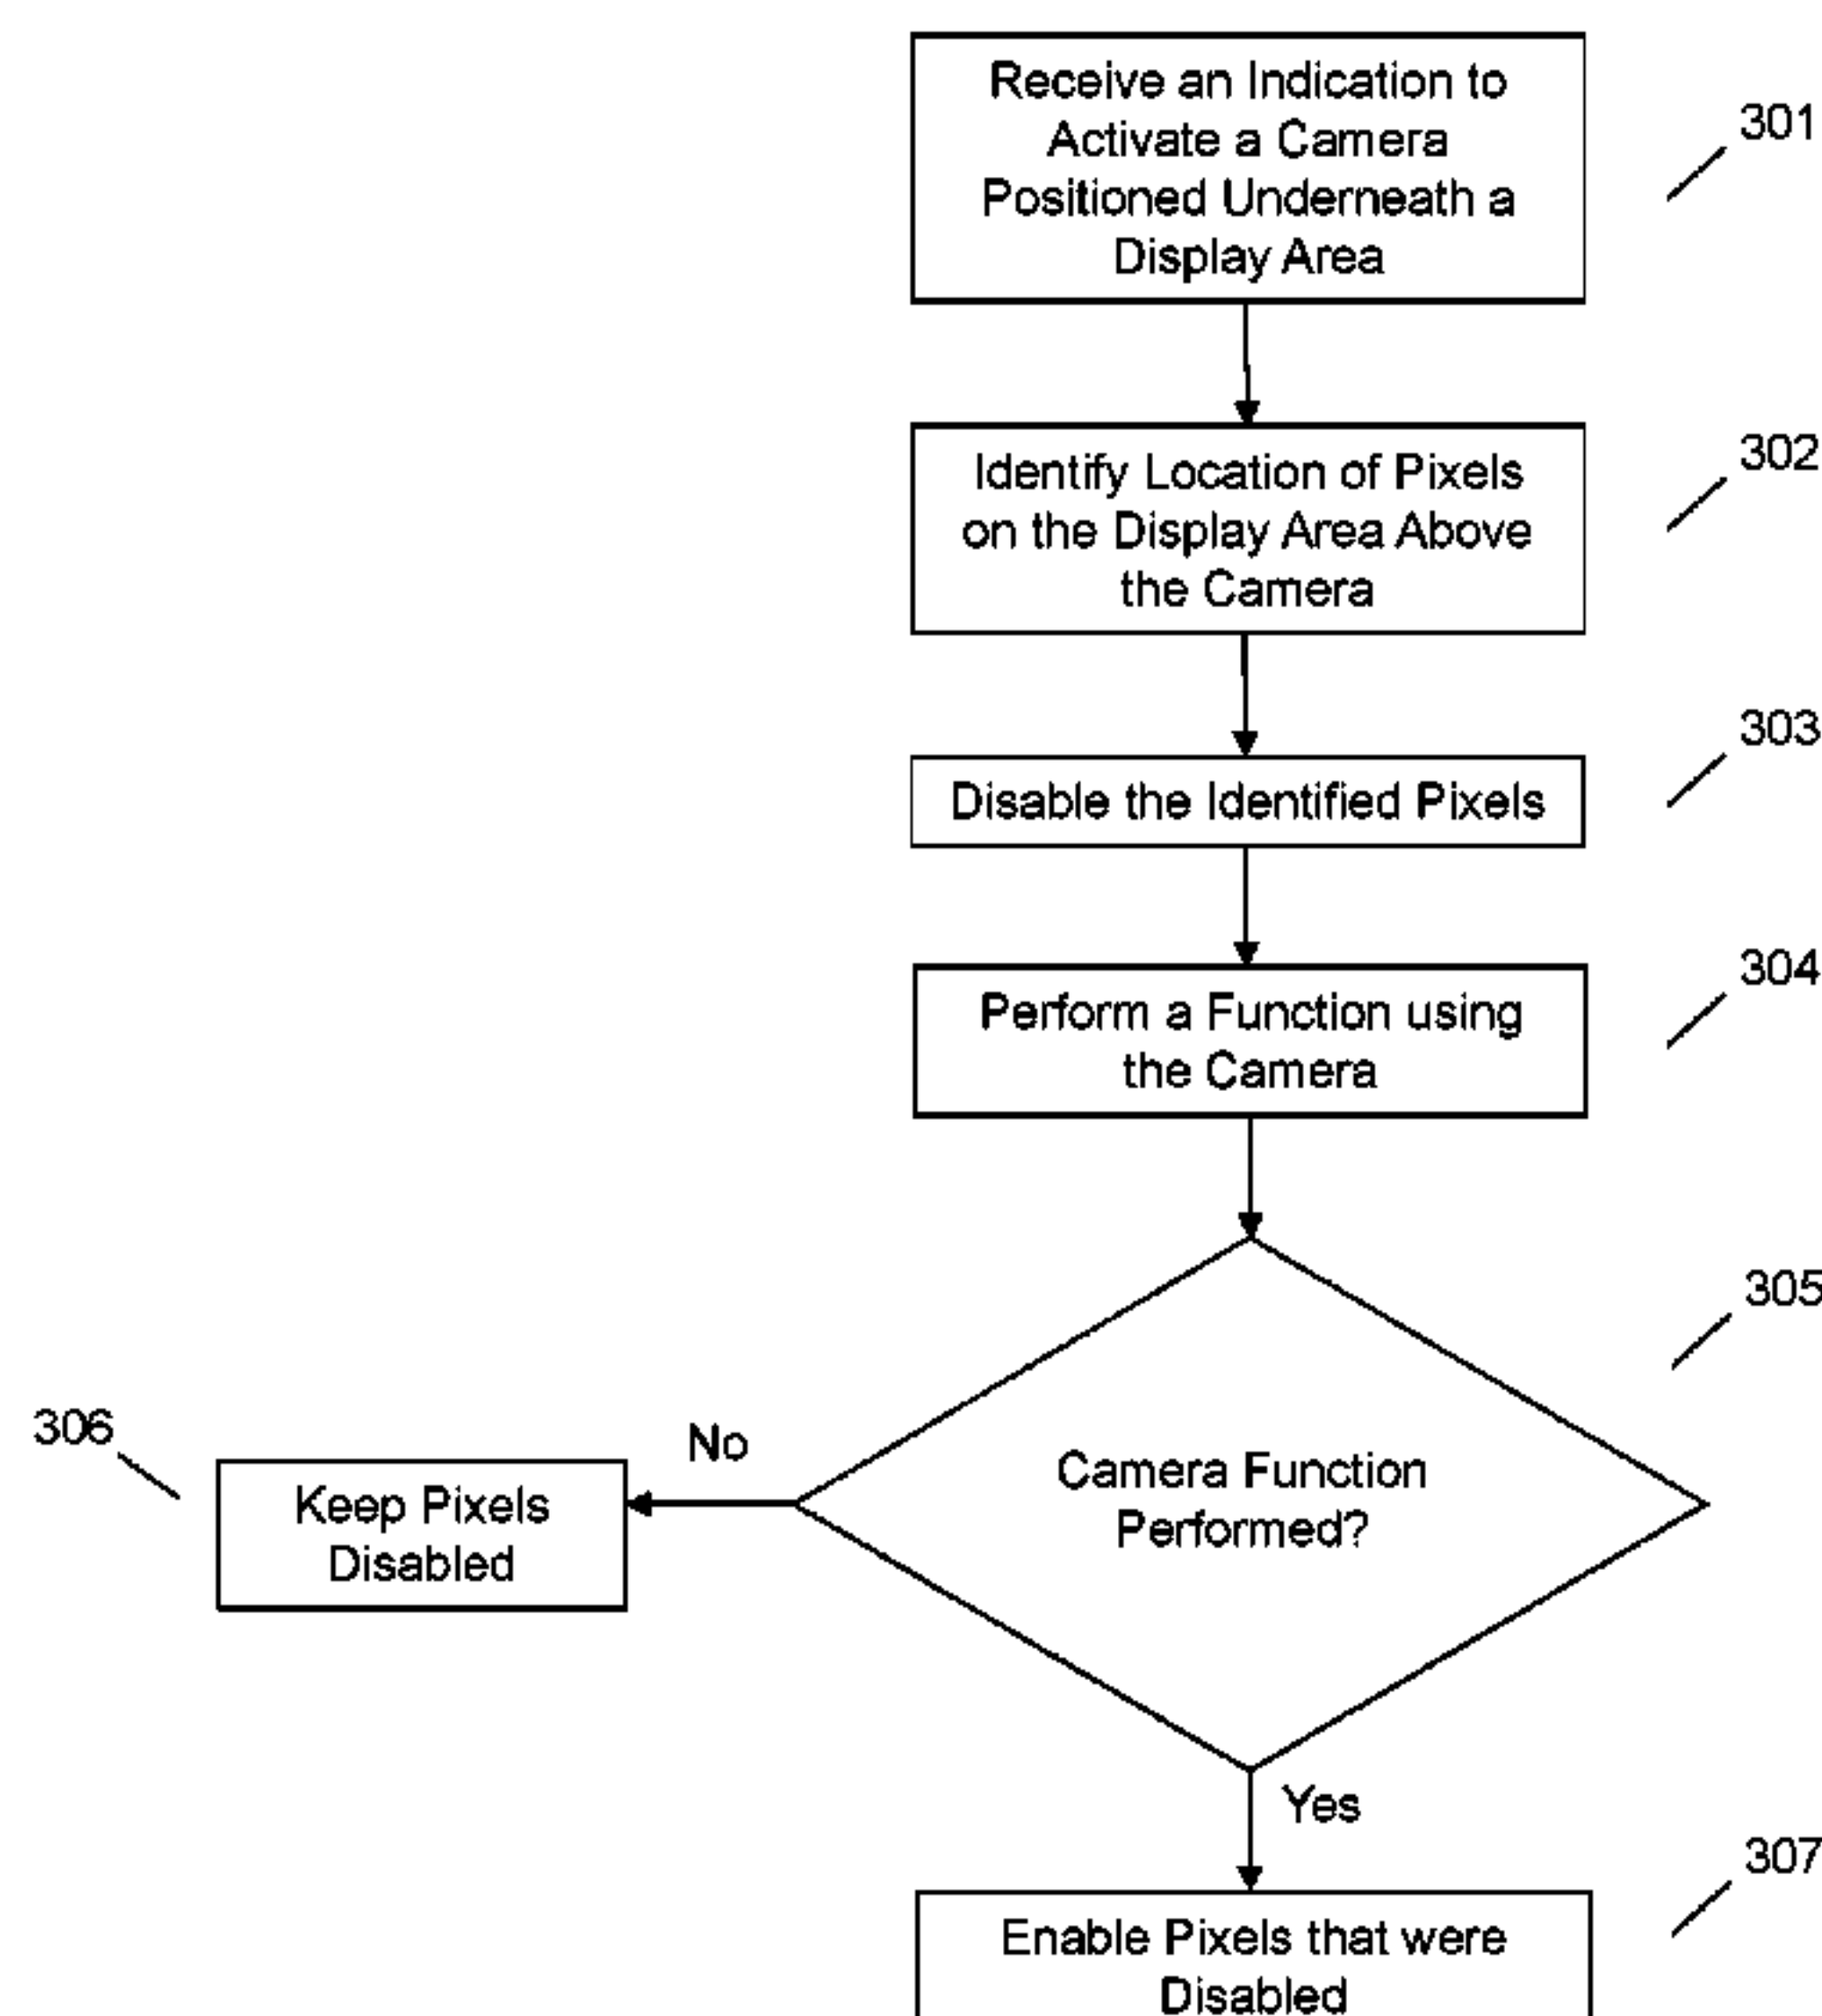 Receive an Indication to
Activate a Camera
Positioned Underneath a
Display Area
301
Identify Location of Pixels
on the Display Area Above
the Camera
302
Disable the Identified Pixels
303
Perform a Function using
the Camera
304
Camera Function
Performed?
305
No
306
Keep Pixels
Disabled
Yes
Enable Pixels that were
Disabled
307